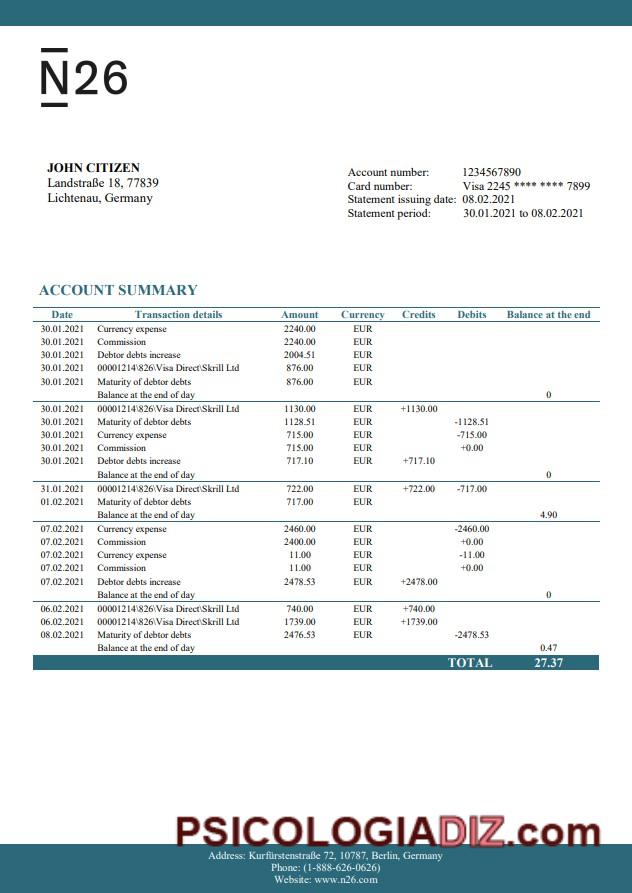 N26
JOHN CITIZEN
Landstraße 18, 77839
Lichtenau, Germany
Account number: 1234567890
Card number: Visa 2245 **** **** 7899
Statement issuing date: 08.02.2021
Statement period: 30.01.2021 to 08.02.2021
ACCOUNT SUMMARY
Date Transaction details Amount Currency Credits Debits Balance at the end
30.01.2021 Currency expense 2240.00 EUR
30.01.2021 Commission 2240.00 EUR
30.01.2021 Debtor debts increase 2004.51 EUR
30.01.2021 00001214\826\Visa Direct\Skrill Ltd 876.00 EUR
30.01.2021 Maturity of debtor debts 876.00 EUR
Balance at the end of day 0
30.01.2021 00001214\826\Visa Direct\Skrill Ltd 1130.00 EUR +1130.00
30.01.2021 Maturity of debtor debts 1128.51 EUR -1128.51
30.01.2021 Currency expense 715.00 EUR -715.00
30.01.2021 Commission 715.00 EUR +0.00
30.01.2021 Debtor debts increase 717.10 EUR +717.10
Balance at the end of day 0
31.01.2021 00001214\826\Visa Direct\Skrill Ltd 722.00 EUR +722.00 -717.00
01.02.2021 Maturity of debtor debts 717.00 EUR
Balance at the end of day 4.90
07.02.2021 Currency expense 2460.00 EUR -2460.00
07.02.2021 Commission 2400.00 EUR +0.00
07.02.2021 Currency expense 11.00 EUR -11.00
07.02.2021 Commission 11.00 EUR +0.00
07.02.2021 Debtor debts increase 2478.53 EUR +2478.00
Balance at the end of day 0
06.02.2021 00001214\826\Visa Direct\Skrill Ltd 740.00 EUR +740.00
06.02.2021 00001214\826\Visa Direct\Skrill Ltd 1739.00 EUR +1739.00
08.02.2021 Maturity of debtor debts 2476.53 EUR -2478.53
Balance at the end of day 0.47
TOTAL 27.37
PSICOLOGIADIZ.com
Address: Kurfürstenstraße 72, 10787, Berlin, Germany
Phone: (1-888-626-0626)
Website: www.n26.com